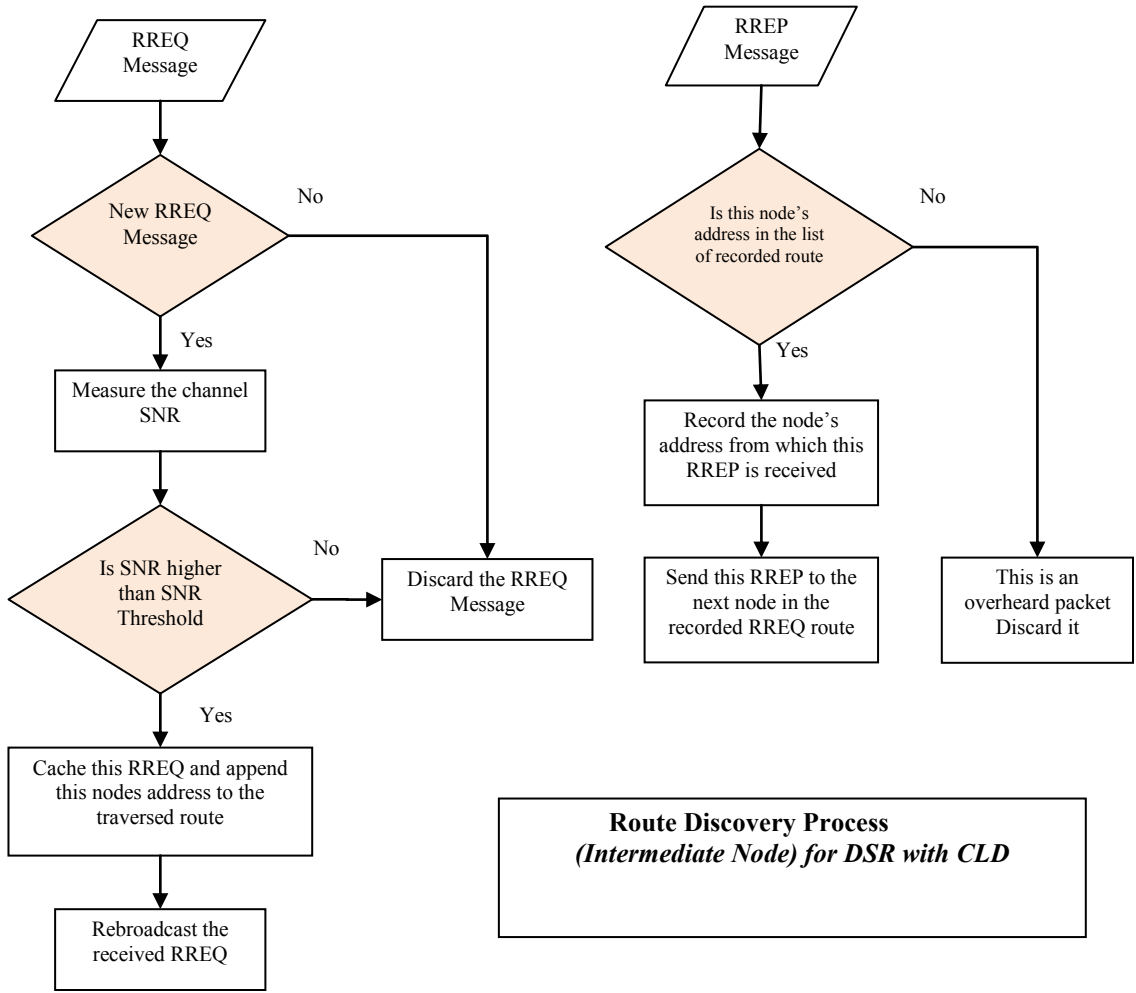 RREQ
Message
New RREQ
Message
No
Yes
Measure the channel
SNR
Is SNR higher
than SNR
Threshold
No
Discard the RREQ
Message
Yes
Cache this RREQ and append
this nodes address to the
traversed route
Rebroadcast the
received RREQ
RREP
Message
Is this node’s
address in the list
of recorded route
No
Yes
Record the node’s
address from which this
RREP is received
Send this RREP to the
next node in the
recorded RREQ route
This is an
overheard packet
Discard it
Route Discovery Process
(Intermediate Node) for DSR with CLD